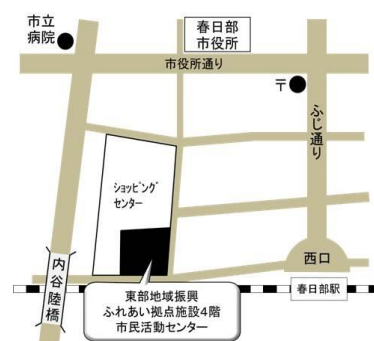 市立
病院
春日部
市役所
市役所通り
〒
ふじ通り
ショッピング
センター
西口
内谷陸橋
春日部駅
東部地域振興
ふれあい拠点施設4階
市民活動センター